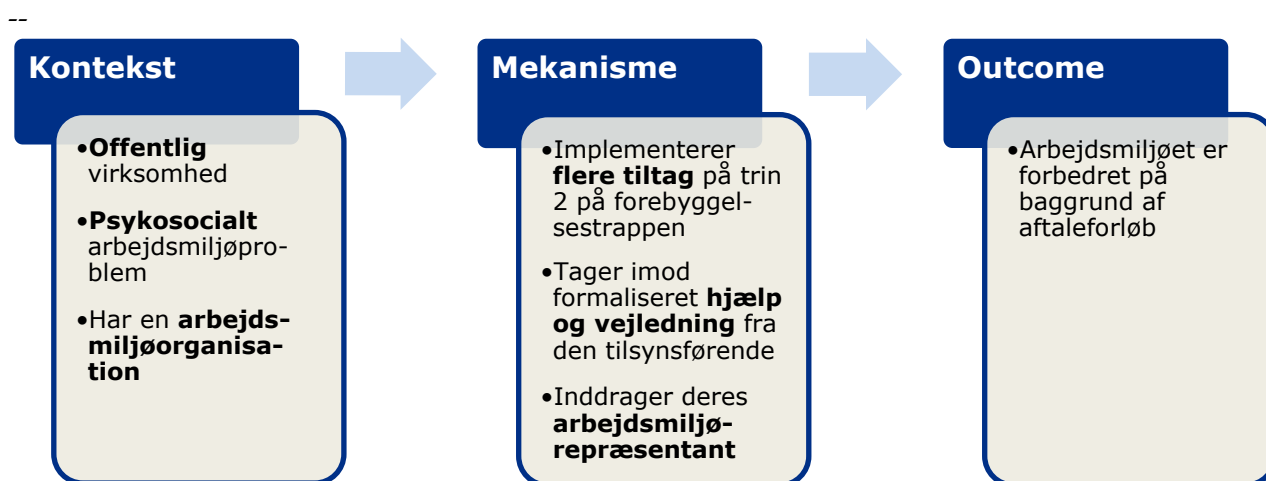 --
Kontekst
•Offentlig
virksomhed
•Psykosocialt
arbejdsmiljøpro-
blem
•Har en arbejds-
miljøorganisa-
tion
Mekanisme
•Implementerer
flere tiltag på trin
2 på forebyggel-
sestrappen
•Tager imod
formaliseret hjælp
og vejledning fra
den tilsynsførende
•Inddrager deres
arbejdsmiljø-
repræsentant
Outcome
•Arbejdsmiljøet er
forbedret på
baggrund af
aftaleforløb